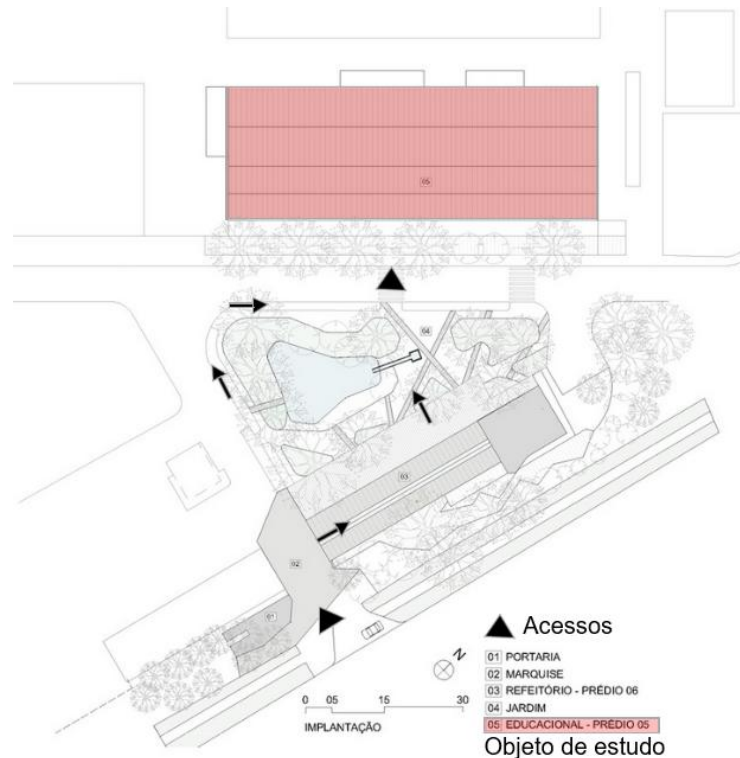 05
04
03
02
01
N
0 05 15 30
IMPLANTAÇÃO
Acessos
01 PORTARIA
02 MARQUISE
03 REFEITÓRIO - PRÉDIO 06
04 JARDIM
05 EDUCACIONAL - PRÉDIO 05
Objeto de estudo